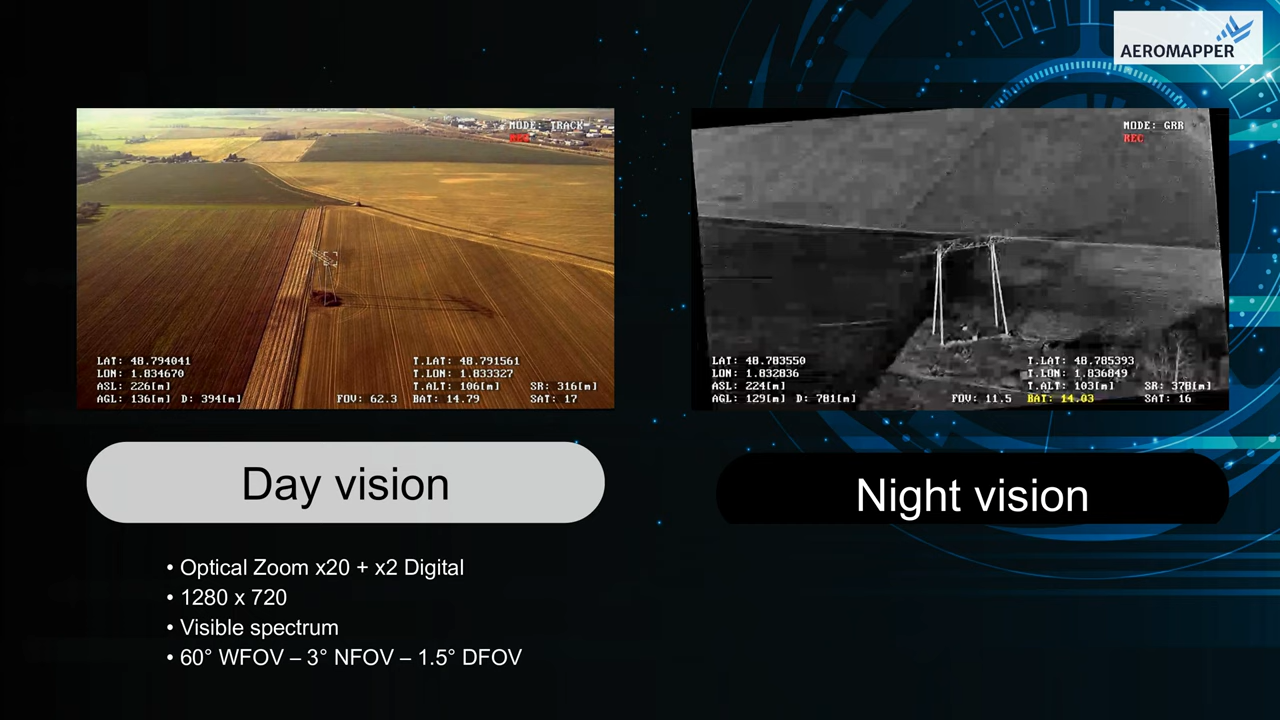 AEROMAPPER
MODE: TRACK
REC
LAT: 48.794041
LON: 1.834670
ASL: 226[m]
AGL: 136[m] D: 394[m]
FOV: 62.3
T.LAT: 48.791561
T.LON: 1.833327
T.ALT: 106[m] SR: 316[m]
BAT: 14.79 SAT: 17
MODE: GRR
REC
LAT: 48.783550
LON: 1.832836
ASL: 224[m]
AGL: 129[m] D: 781[m]
FOV: 11.5
T.LAT: 48.785393
T.LON: 1.836849
T.ALT: 103[m] SR: 378[m]
BAT: 14.03 SAT: 16
Day vision
Night vision
• Optical Zoom x20 + x2 Digital
• 1280 x 720
• Visible spectrum
• 60° WFOV – 3° NFOV – 1.5° DFOV